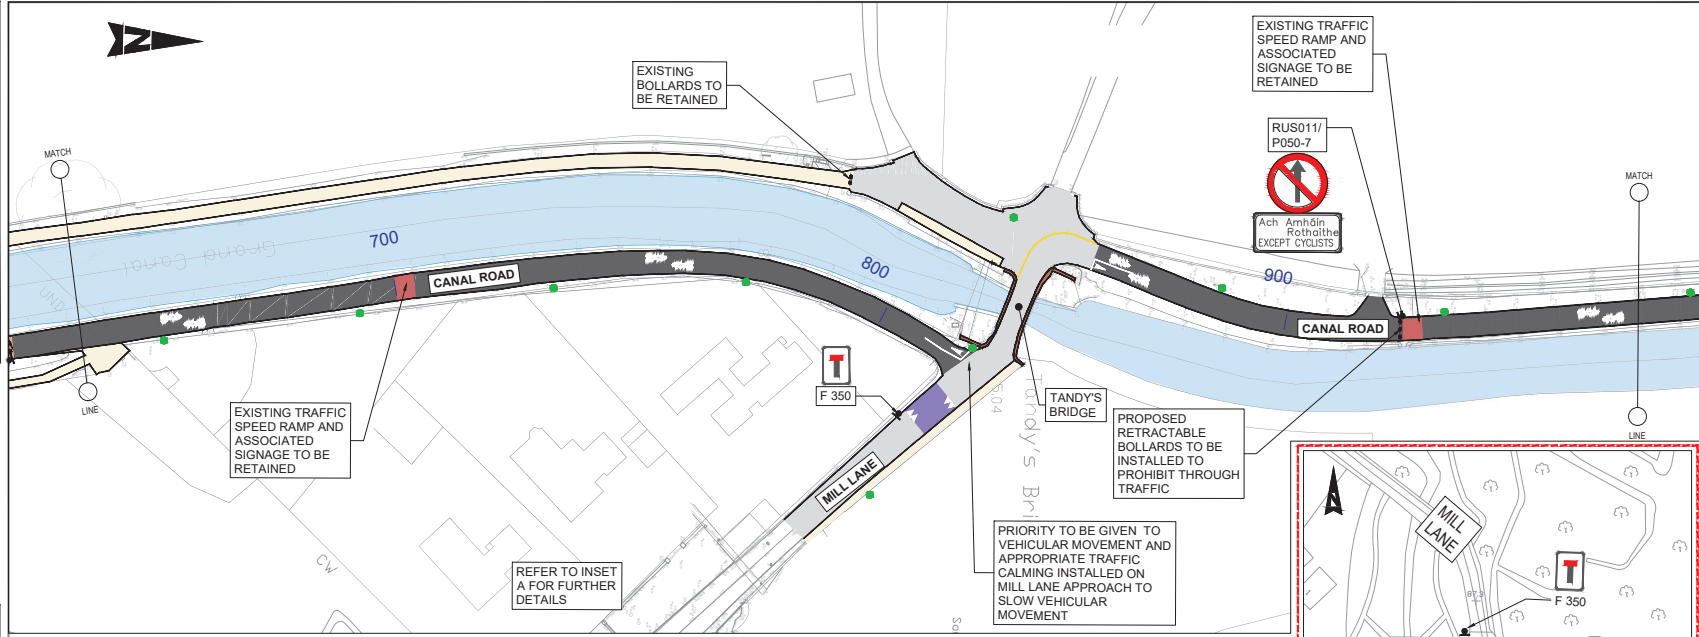 N
MATCH
LINE
Grand Canal
700
CANAL ROAD
EXISTING TRAFFIC
SPEED RAMP AND
ASSOCIATED
SIGNAGE TO BE
RETAINED
EXISTING
BOLLARDS TO
BE RETAINED
800
F 350
MILL LANE
REFER TO INSET
A FOR FURTHER
DETAILS
CW
TANDY'S
BRIDGE
Tandy's Bri
PRIORITY TO BE GIVEN TO
VEHICULAR MOVEMENT AND
APPROPRIATE TRAFFIC
CALMING INSTALLED ON
MILL LANE APPROACH TO
SLOW VEHICULAR
MOVEMENT
PROPOSED
RETRACTABLE
BOLLARDS TO BE
INSTALLED TO
PROHIBIT THROUGH
TRAFFIC
EXISTING TRAFFIC
SPEED RAMP AND
ASSOCIATED
SIGNAGE TO BE
RETAINED
RUS011/
P050-7
Ach Amháin
Rothaithe
EXCEPT CYCLISTS
900
CANAL ROAD
MATCH
LINE
N
MILL
LANE
87.3
F 350